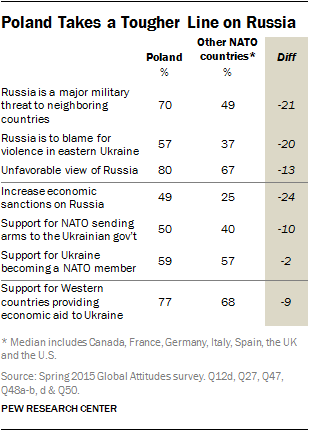 Poland Takes a Tougher Line on Russia
Poland Other NATO countries* Diff
% %
Russia is a major military
threat to neighboring 70 49 -21
countries
Russia is to blame for
violence in eastern Ukraine 57 37 -20
Unfavorable view of Russia 80 67 -13
Increase economic
sanctions on Russia 49 25 -24
Support for NATO sending
arms to the Ukrainian gov't 50 40 -10
Support for Ukraine
becoming a NATO member 59 57 -2
Support for Western
countries providing 77 68 -9
economic aid to Ukraine
* Median includes Canada, France, Germany, Italy, Spain, the UK
and the U.S.
Source: Spring 2015 Global Attitudes survey. Q12d, Q27, Q47,
Q48a-b, d & Q50.
PEW RESEARCH CENTER